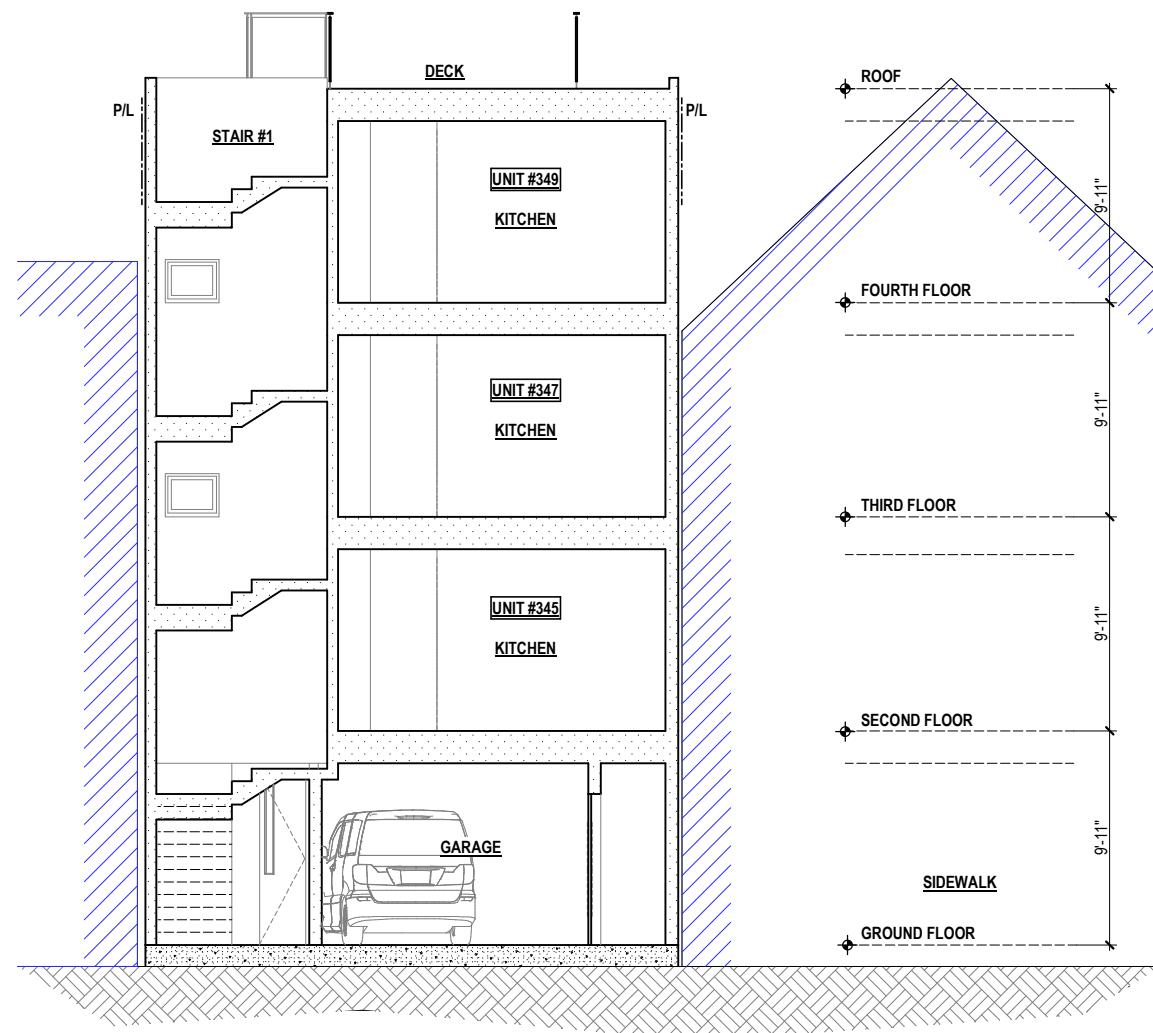 DECK
ROOF
P/L
P/L
STAIR #1
UNIT #349
9'-11"
KITCHEN
FOURTH FLOOR
UNIT #347
9'-11"
KITCHEN
THIRD FLOOR
UNIT #345
9'-11"
KITCHEN
SECOND FLOOR
GARAGE
9'-11"
SIDEWALK
GROUND FLOOR